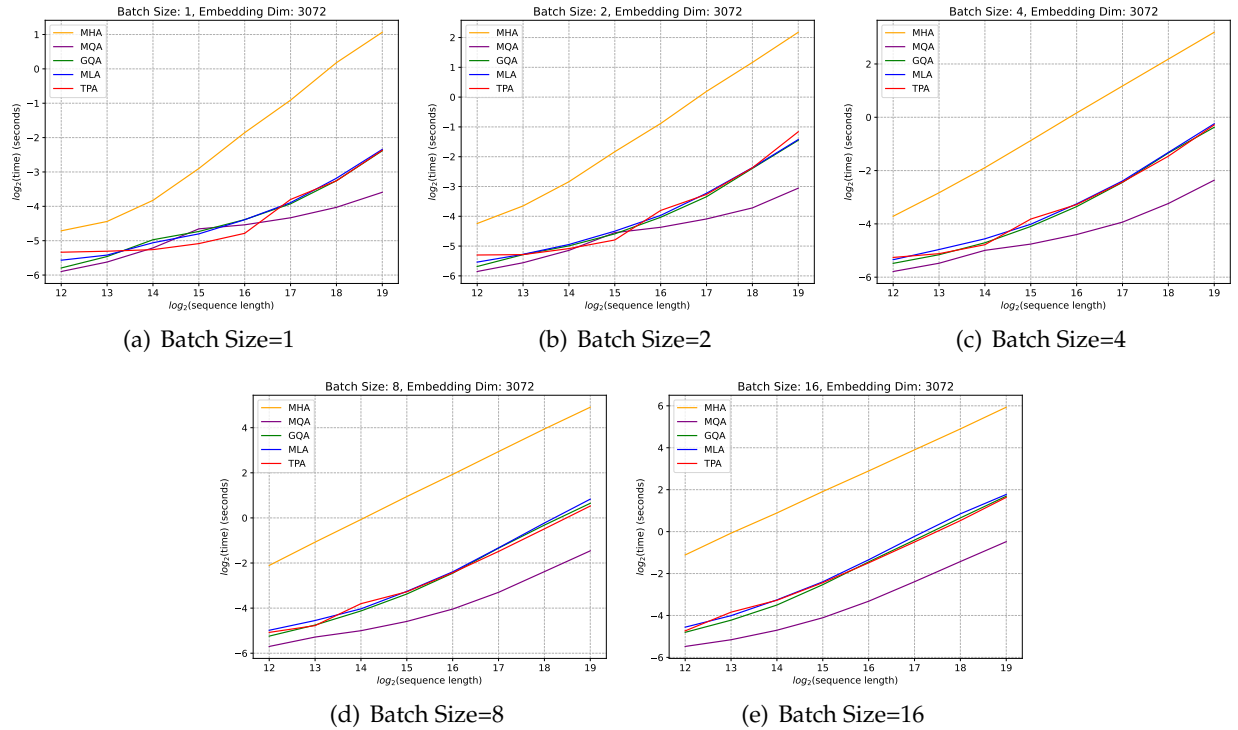 Batch Size: 1, Embedding Dim: 3072
MHA
MQA
GQA
MLA
TPA
1
0
−1
−2
−3
−4
−5
−6
log₂(time) (seconds)
12 13 14 15 16 17 18 19
log₂(sequence length)
(a) Batch Size=1
Batch Size: 2, Embedding Dim: 3072
MHA
MQA
GQA
MLA
TPA
2
1
0
−1
−2
−3
−4
−5
−6
log₂(time) (seconds)
12 13 14 15 16 17 18 19
log₂(sequence length)
(b) Batch Size=2
Batch Size: 4, Embedding Dim: 3072
MHA
MQA
GQA
MLA
TPA
2
0
−2
−4
−6
log₂(time) (seconds)
12 13 14 15 16 17 18 19
log₂(sequence length)
(c) Batch Size=4
Batch Size: 8, Embedding Dim: 3072
MHA
MQA
GQA
MLA
TPA
4
2
0
−2
−4
−6
log₂(time) (seconds)
12 13 14 15 16 17 18 19
log₂(sequence length)
(d) Batch Size=8
Batch Size: 16, Embedding Dim: 3072
MHA
MQA
GQA
MLA
TPA
6
4
2
0
−2
−4
−6
log₂(time) (seconds)
12 13 14 15 16 17 18 19
log₂(sequence length)
(e) Batch Size=16